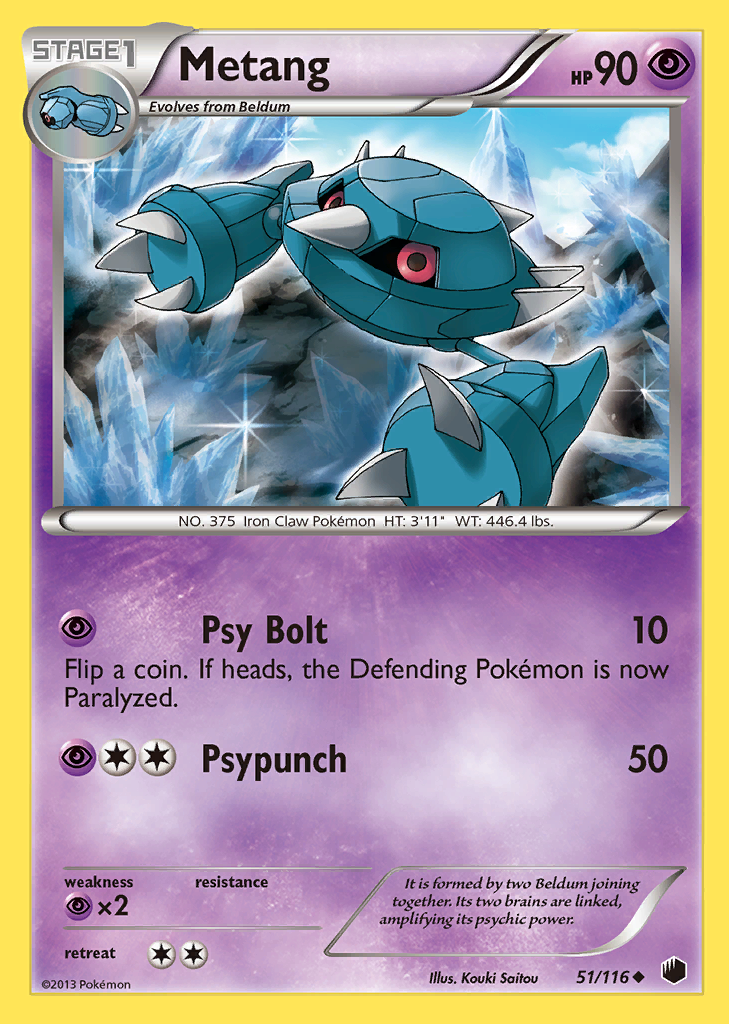 STAGE1
Metang
HP 90
Evolves from Beldum
NO. 375 Iron Claw Pokémon HT: 3'11" WT: 446.4 lbs.
Psy Bolt 10
Flip a coin. If heads, the Defending Pokémon is now
Paralyzed.
Psypunch 50
weakness resistance
×2
retreat
It is formed by two Beldum joining
together. Its two brains are linked,
amplifying its psychic power.
©2013 Pokémon
Illus. Kouki Saitou
51/116